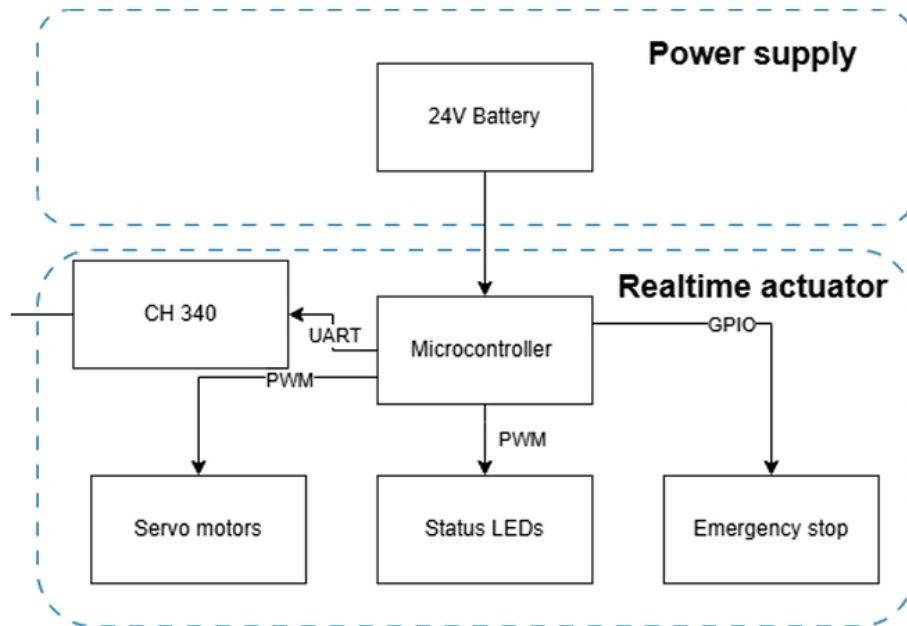 Power supply
24V Battery
Realtime actuator
CH 340
UART
Microcontroller
GPIO
PWM
PWM
Servo motors
Status LEDs
Emergency stop